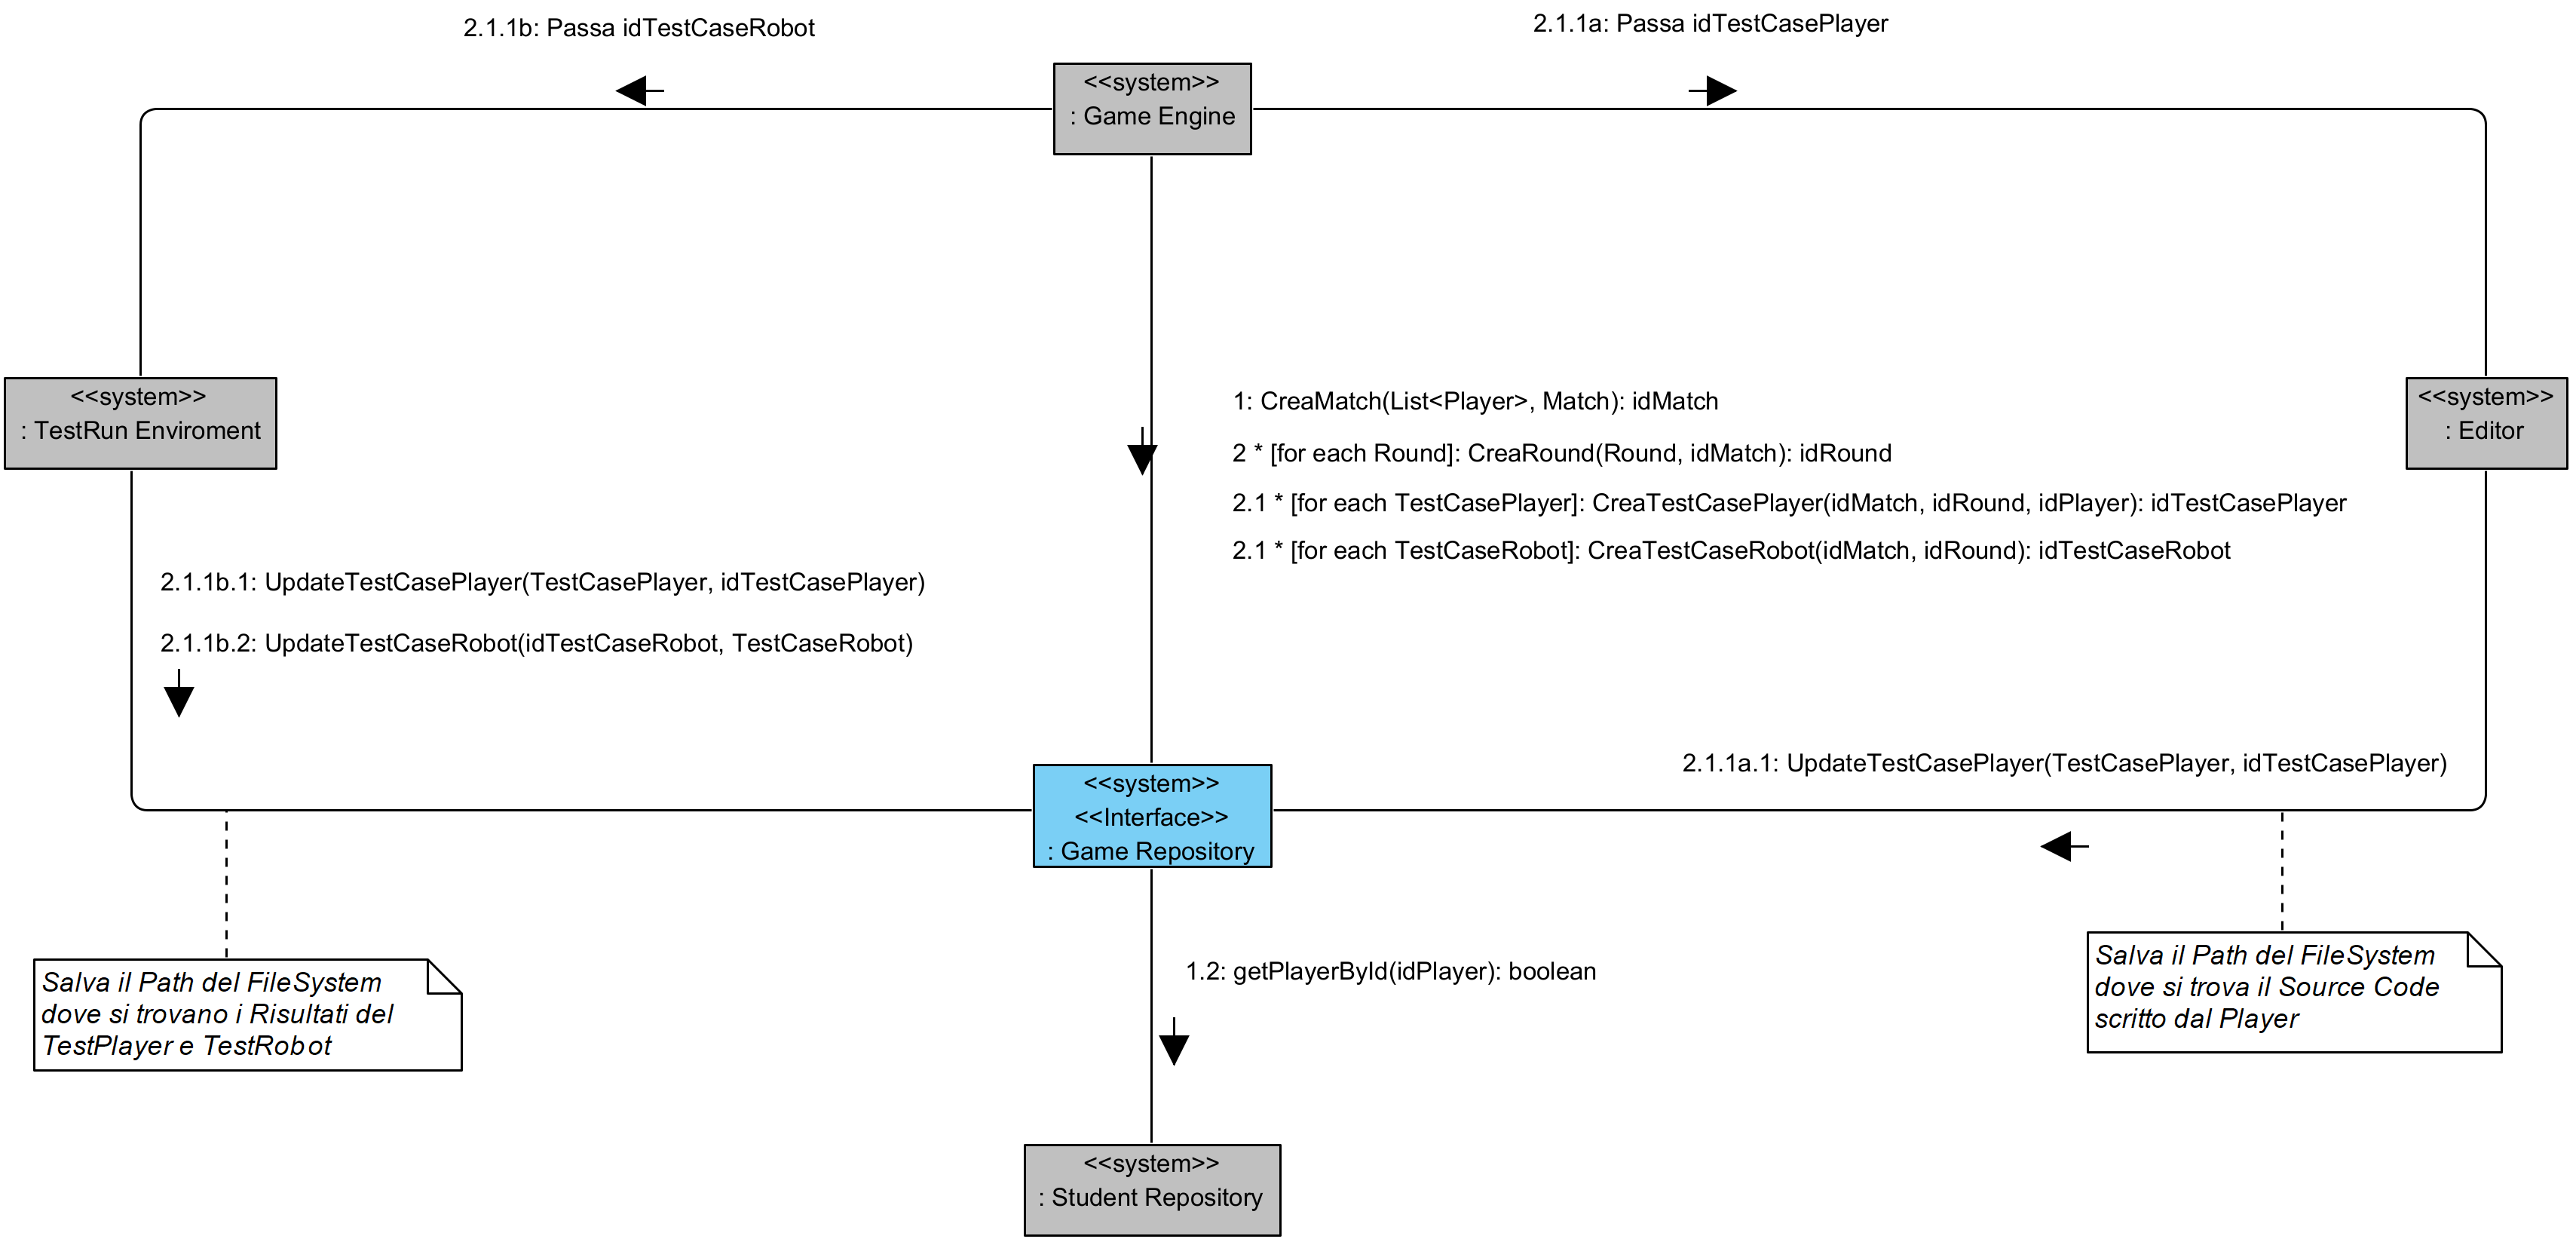 2.1.1b: Passa idTestCaseRobot
2.1.1a: Passa idTestCasePlayer
<<system>>
: Game Engine
<<system>>
: TestRun Enviroment
1: CreaMatch(List<Player>, Match): idMatch
2 * [for each Round]: CreaRound(Round, idMatch): idRound
2.1 * [for each TestCasePlayer]: CreaTestCasePlayer(idMatch, idRound, idPlayer): idTestCasePlayer
2.1 * [for each TestCaseRobot]: CreaTestCaseRobot(idMatch, idRound): idTestCaseRobot
<<system>>
: Editor
2.1.1b.1: UpdateTestCasePlayer(TestCasePlayer, idTestCasePlayer)
2.1.1b.2: UpdateTestCaseRobot(idTestCaseRobot, TestCaseRobot)
2.1.1a.1: UpdateTestCasePlayer(TestCasePlayer, idTestCasePlayer)
<<system>>
<<Interface>>
: Game Repository
Salva il Path del FileSystem
dove si trovano i Risultati del
TestPlayer e TestRobot
1.2: getPlayerById(idPlayer): boolean
Salva il Path del FileSystem
dove si trova il Source Code
scritto dal Player
<<system>>
: Student Repository